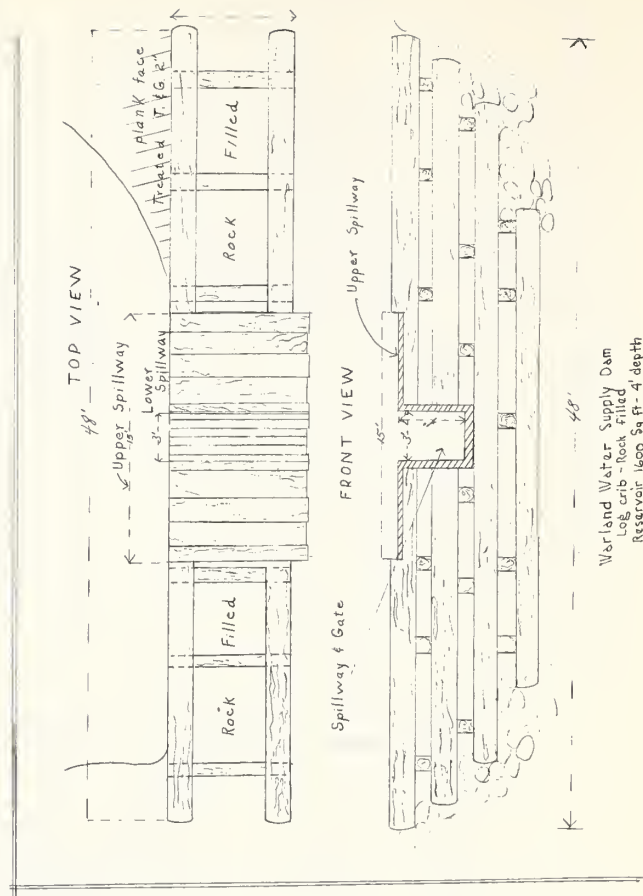 TOP VIEW
48'
Upper Spillway
15'
Lower
Spillway
3'
Treated T.&G. 2"
plank face
Rock
Filled
Rock
Filled
FRONT VIEW
Upper Spillway
15'
Spillway & Gate
3'
48'
Warland Water Supply Dam
Log crib - Rock filled
Reservoir 1600 Sq ft - 4' depth